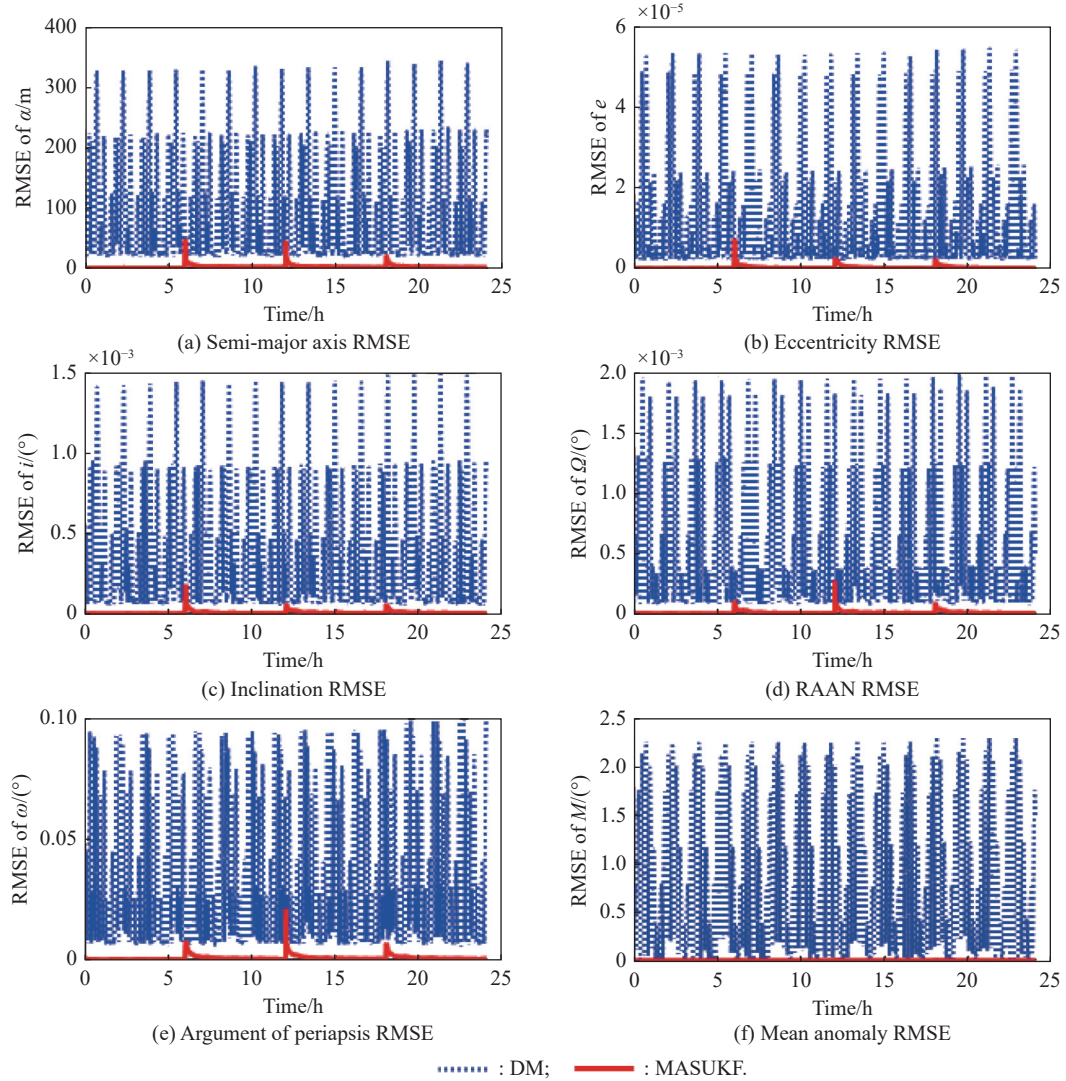 400
300
200
100
0
RMSE of a/m
0 5 10 15 20 25
Time/h
(a) Semi-major axis RMSE
×10⁻⁵
6
4
2
0
RMSE of e
0 5 10 15 20 25
Time/h
(b) Eccentricity RMSE
×10⁻³
1.5
1.0
0.5
0
RMSE of i/(°)
0 5 10 15 20 25
Time/h
(c) Inclination RMSE
×10⁻³
2.0
1.5
1.0
0.5
0
RMSE of Ω/(°)
0 5 10 15 20 25
Time/h
(d) RAAN RMSE
0.10
0.05
0
RMSE of ω/(°)
0 5 10 15 20 25
Time/h
(e) Argument of periapsis RMSE
2.5
2.0
1.5
1.0
0.5
0
RMSE of M/(°)
0 5 10 15 20 25
Time/h
(f) Mean anomaly RMSE
: DM; : MASUKF.